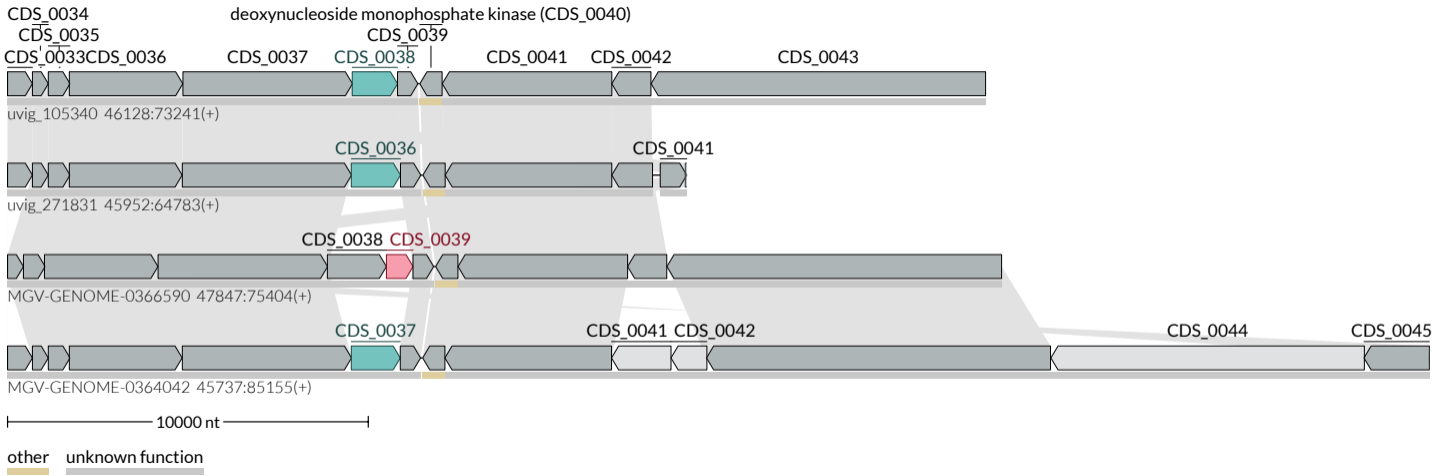 CDS_0034
deoxynucleoside monophosphate kinase (CDS_0040)
CDS_0035
CDS_0039
CDS_0033 CDS_0036 CDS_0037 CDS_0038 CDS_0041 CDS_0042 CDS_0043
uvig_105340 46128:73241(+)
CDS_0036 CDS_0041
uvig_271831 45952:64783(+)
CDS_0038 CDS_0039
MGV-GENOME-0366590 47847:75404(+)
CDS_0037 CDS_0041 CDS_0042 CDS_0044 CDS_0045
MGV-GENOME-0364042 45737:85155(+)
10000 nt
other unknown function